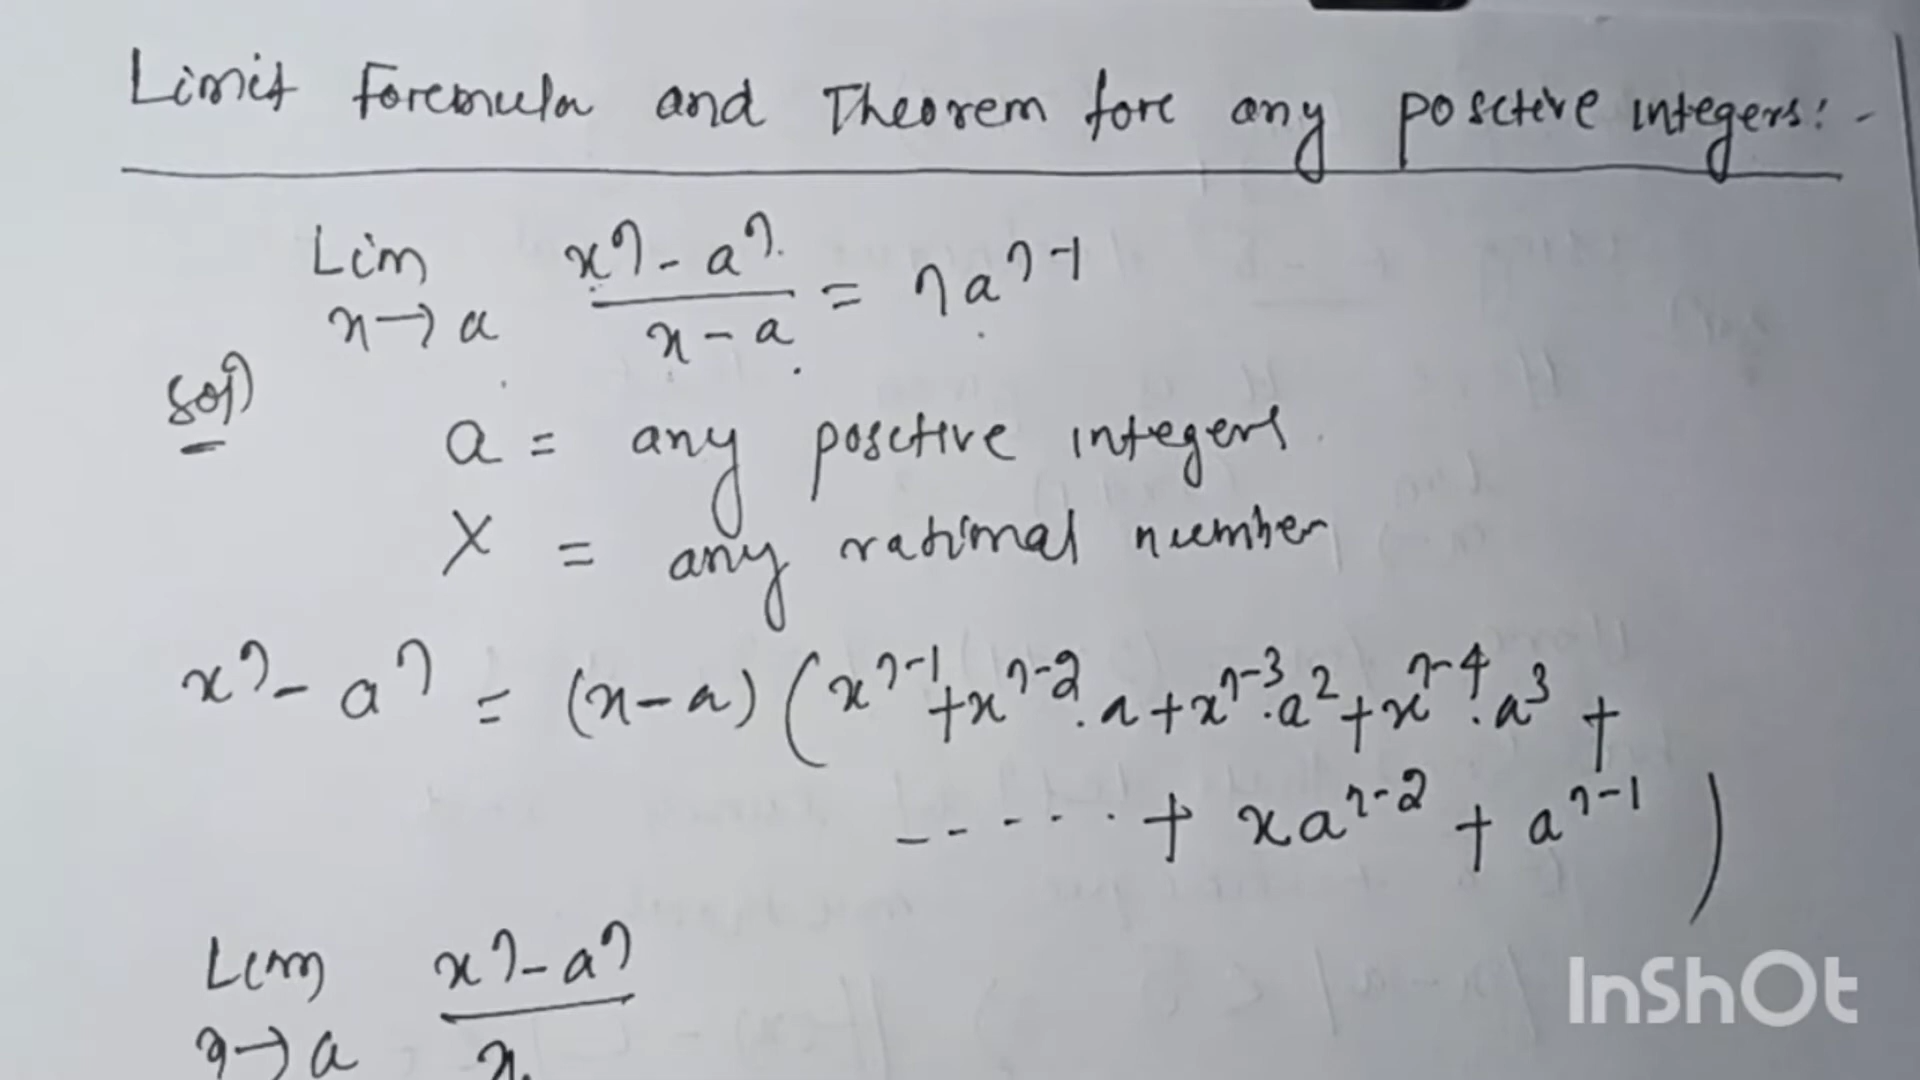 Limit Foremula and Theorem fore any posctive integers:-
Lim x→a (xⁿ - aⁿ)/(x - a) = naⁿ⁻¹
Solⁿ
a = any posctive integers
X = any rational number
xⁿ - aⁿ = (x-a)(xⁿ⁻¹+xⁿ⁻².a+xⁿ⁻³.a²+xⁿ⁻⁴.a³ +
------ + xaⁿ⁻² + aⁿ⁻¹)
Lim x→a (xⁿ-aⁿ)/x
InShOt